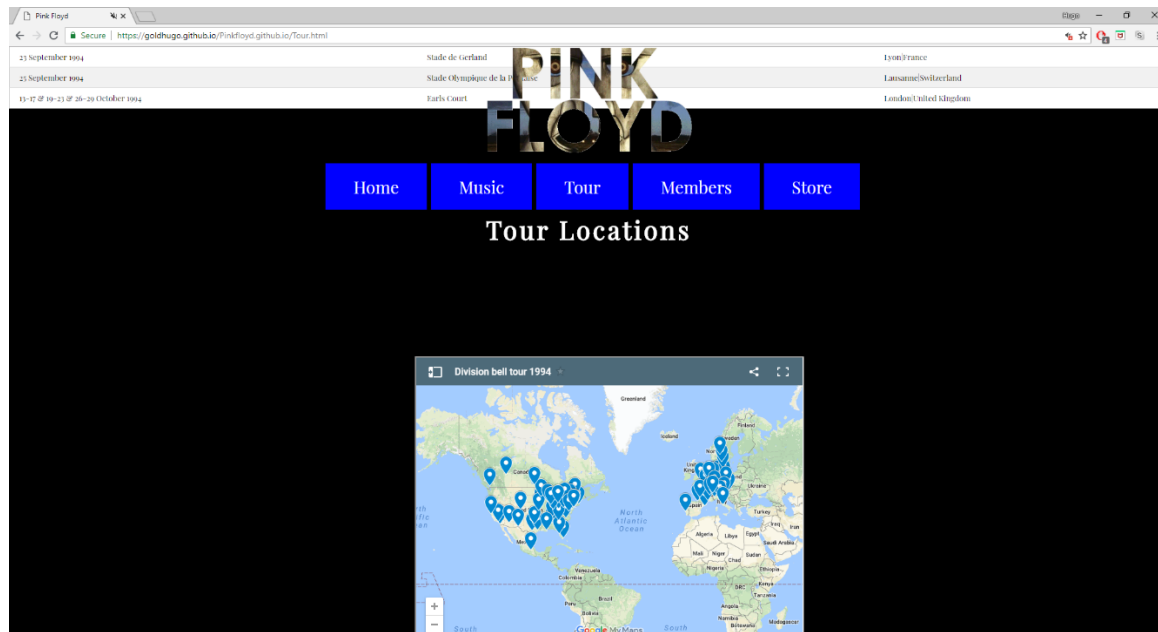 Pink Floyd
Hugo
Secure | https://goldhugo.github.io/Pinkfloyd.github.io/Tour.html
23 September 1994 Stade de Gerland Lyon|France
25 September 1994 Stade Olympique de la Lausanne|Switzerland
13-17 & 19-23 & 26-29 October 1994 Earls Court London|United Kingdom
PINK
FLOYD
Home Music Tour Members Store
Tour Locations
Division bell tour 1994
Greenland
Iceland
Finland
Sweden
Ukraine
Spain
Turkey
North
Atlantic
Ocean
Iraq
Iran
Algeria
Libya
Egypt
Saudi Arabia
Mali
Niger
Chad
Sudan
Nigeria
Ethiopia
Venezuela
Colombia
DRC
Kenya
Tanzania
Brazil
Peru
Bolivia
Angola
Namibia
Botswana
Madagascar
South
South
Google My Maps